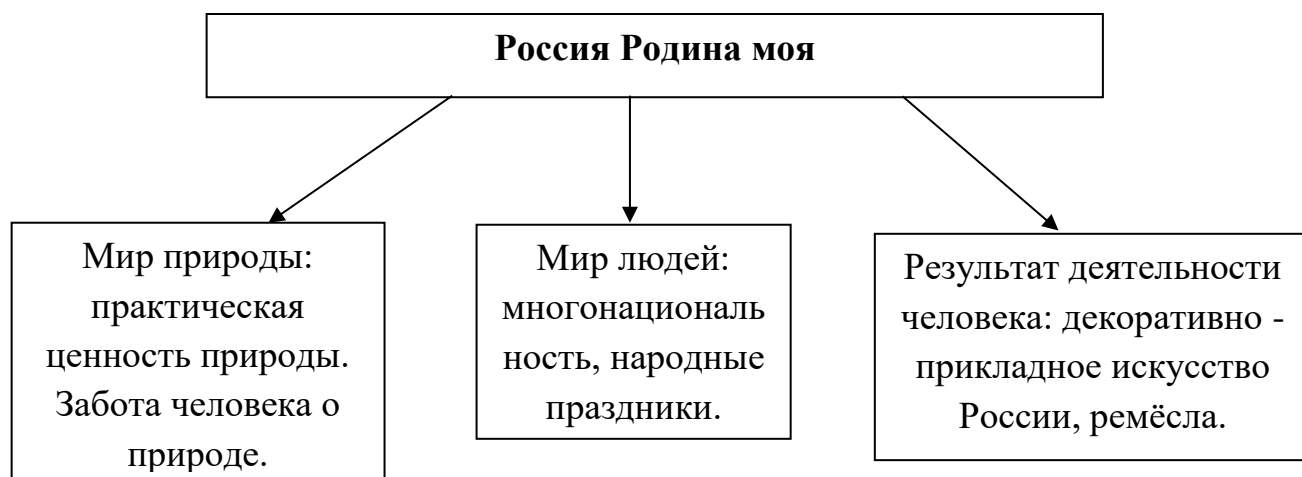 Россия Родина моя
Мир природы:
практическая
ценность природы.
Забота человека о
природе.
Мир людей:
многонациональ
ность, народные
праздники.
Результат деятельности
человека: декоративно -
прикладное искусство
России, ремёсла.